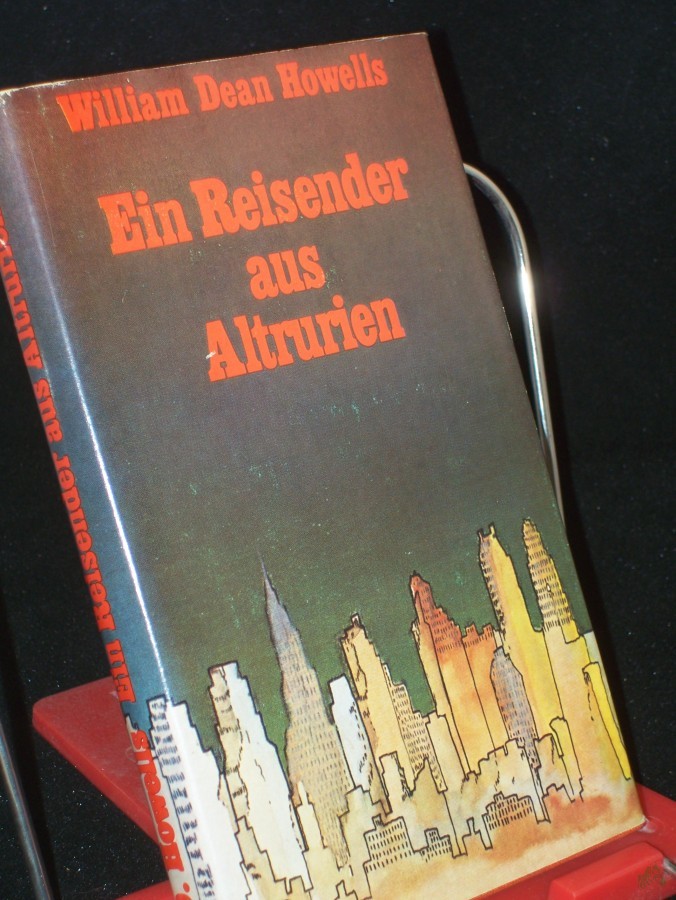 William Dean Howells
Ein Reisender
aus
Altrurien
Howells Ein Reisender aus Altrurien